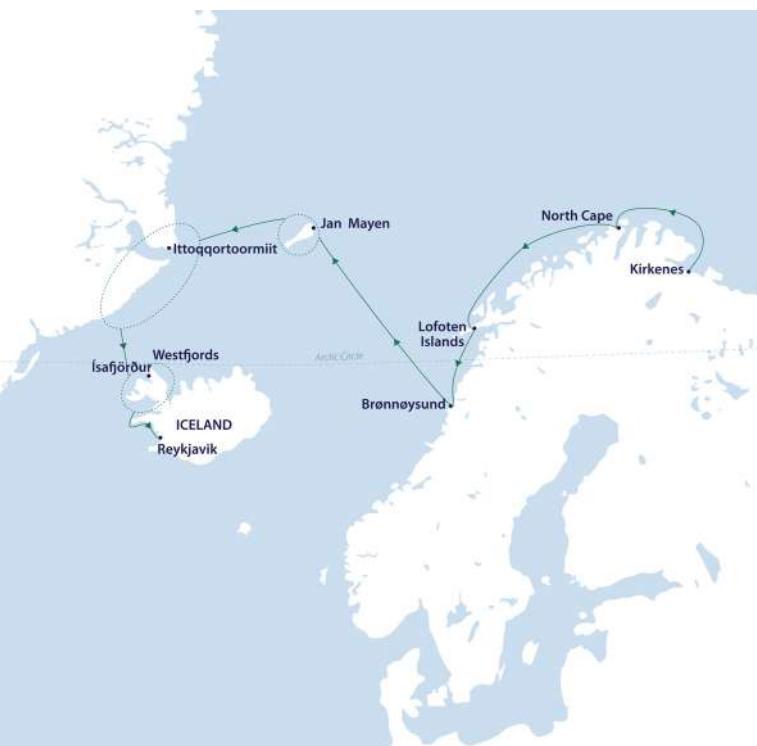 North Cape
Jan Mayen
Ittoqqortoormiit
Kirkenes
Lofoten
Islands
Arctic Circle
Westfjords
Ísafjörður
Brønnøysund
ICELAND
Reykjavik